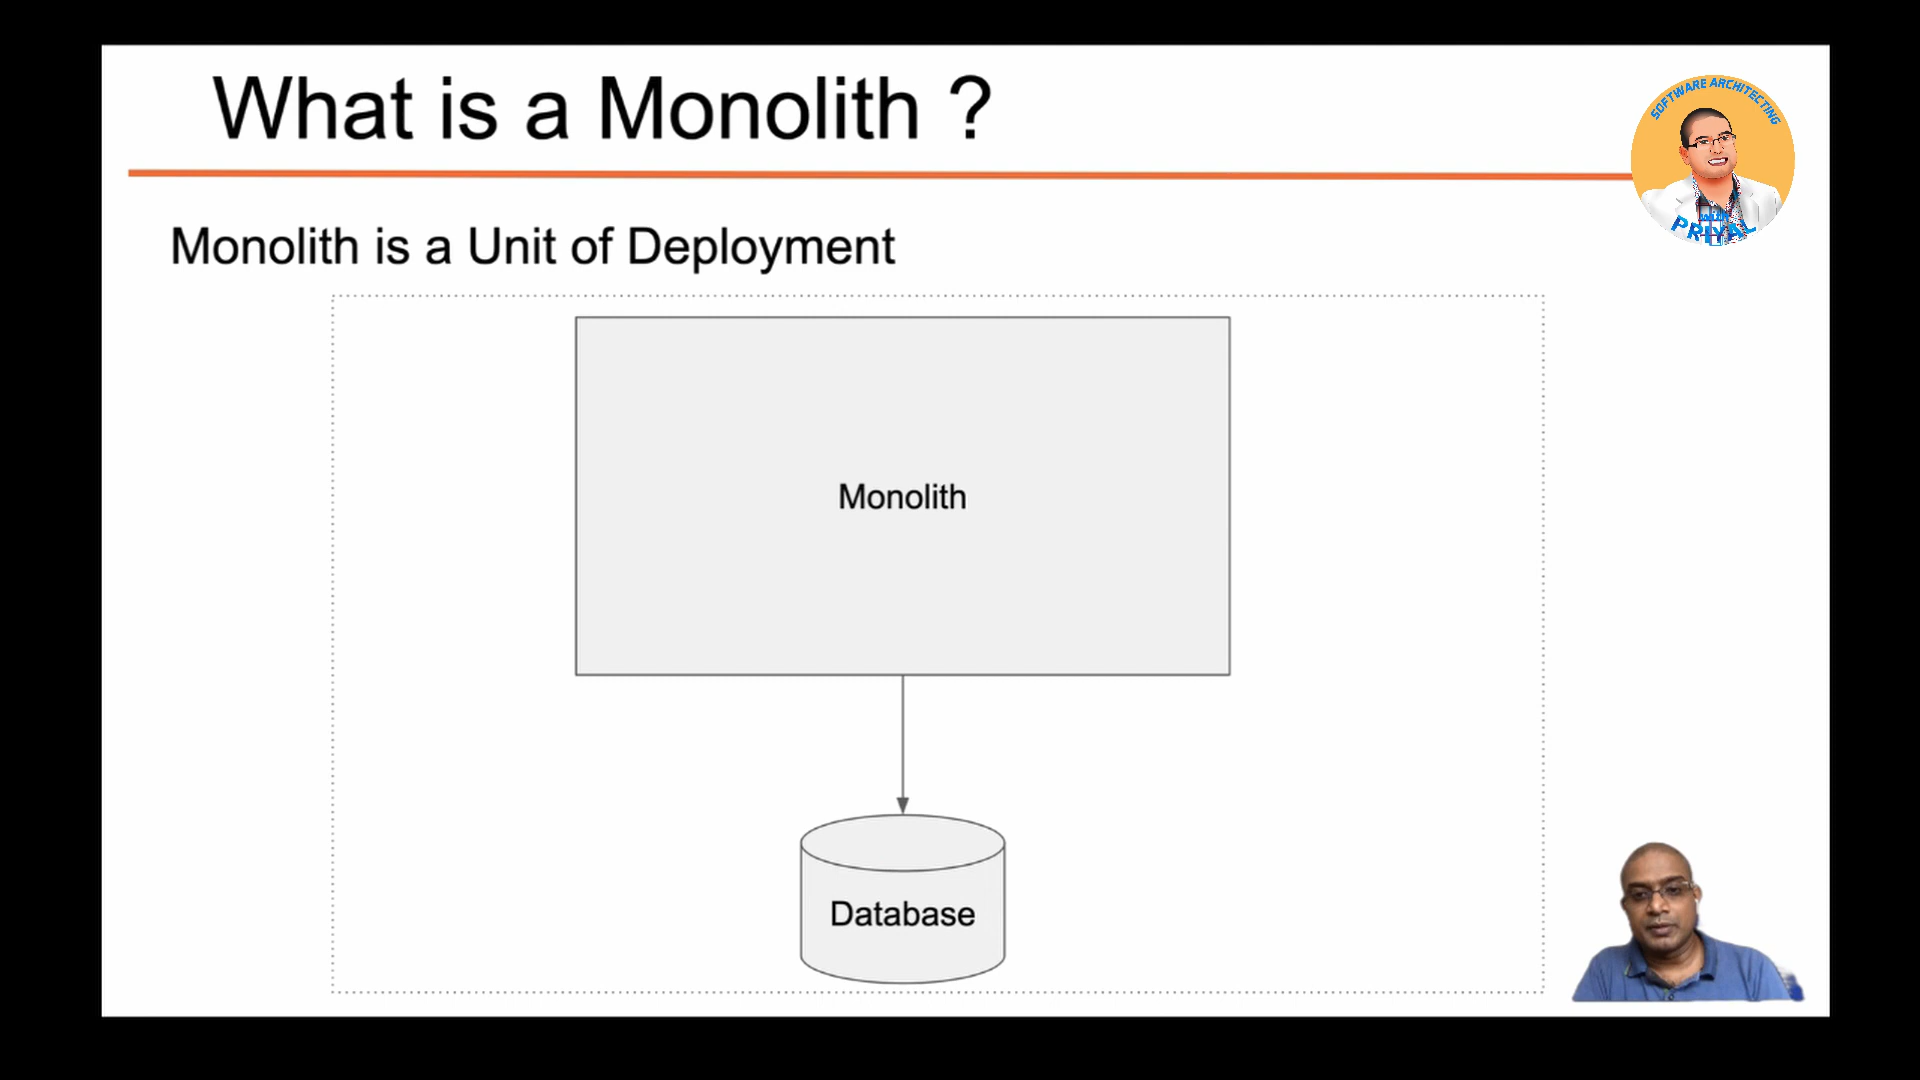 What is a Monolith ?
SOFTWARE ARCHITECTING
PRIYAL
Monolith is a Unit of Deployment
Monolith
Database